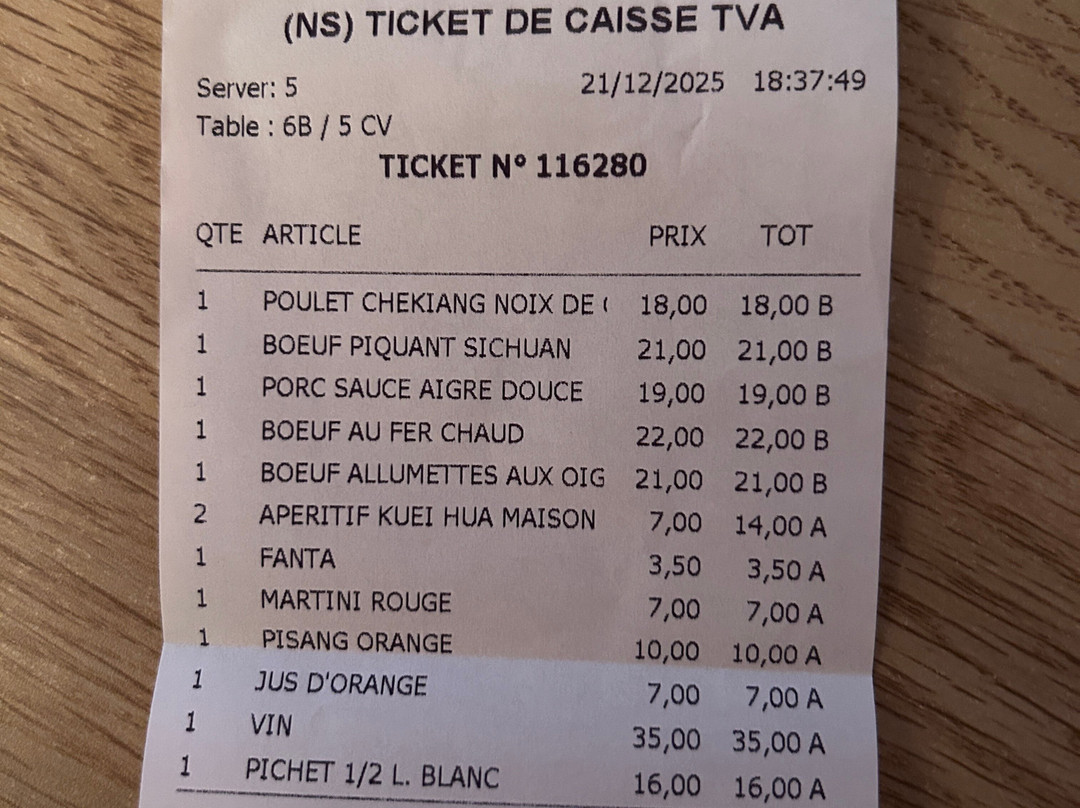 (NS) TICKET DE CAISSE TVA
Server: 5 21/12/2025 18:37:49
Table : 6B / 5 CV
TICKET N° 116280
QTE ARTICLE PRIX TOT
1 POULET CHEKIANG NOIX DE 18,00 18,00 B
1 BOEUF PIQUANT SICHUAN 21,00 21,00 B
1 PORC SAUCE AIGRE DOUCE 19,00 19,00 B
1 BOEUF AU FER CHAUD 22,00 22,00 B
1 BOEUF ALLUMETTES AUX OIG 21,00 21,00 B
2 APERITIF KUEI HUA MAISON 7,00 14,00 A
1 FANTA 3,50 3,50 A
1 MARTINI ROUGE 7,00 7,00 A
1 PISANG ORANGE 10,00 10,00 A
1 JUS D'ORANGE 7,00 7,00 A
1 VIN 35,00 35,00 A
1 PICHET 1/2 L. BLANC 16,00 16,00 A